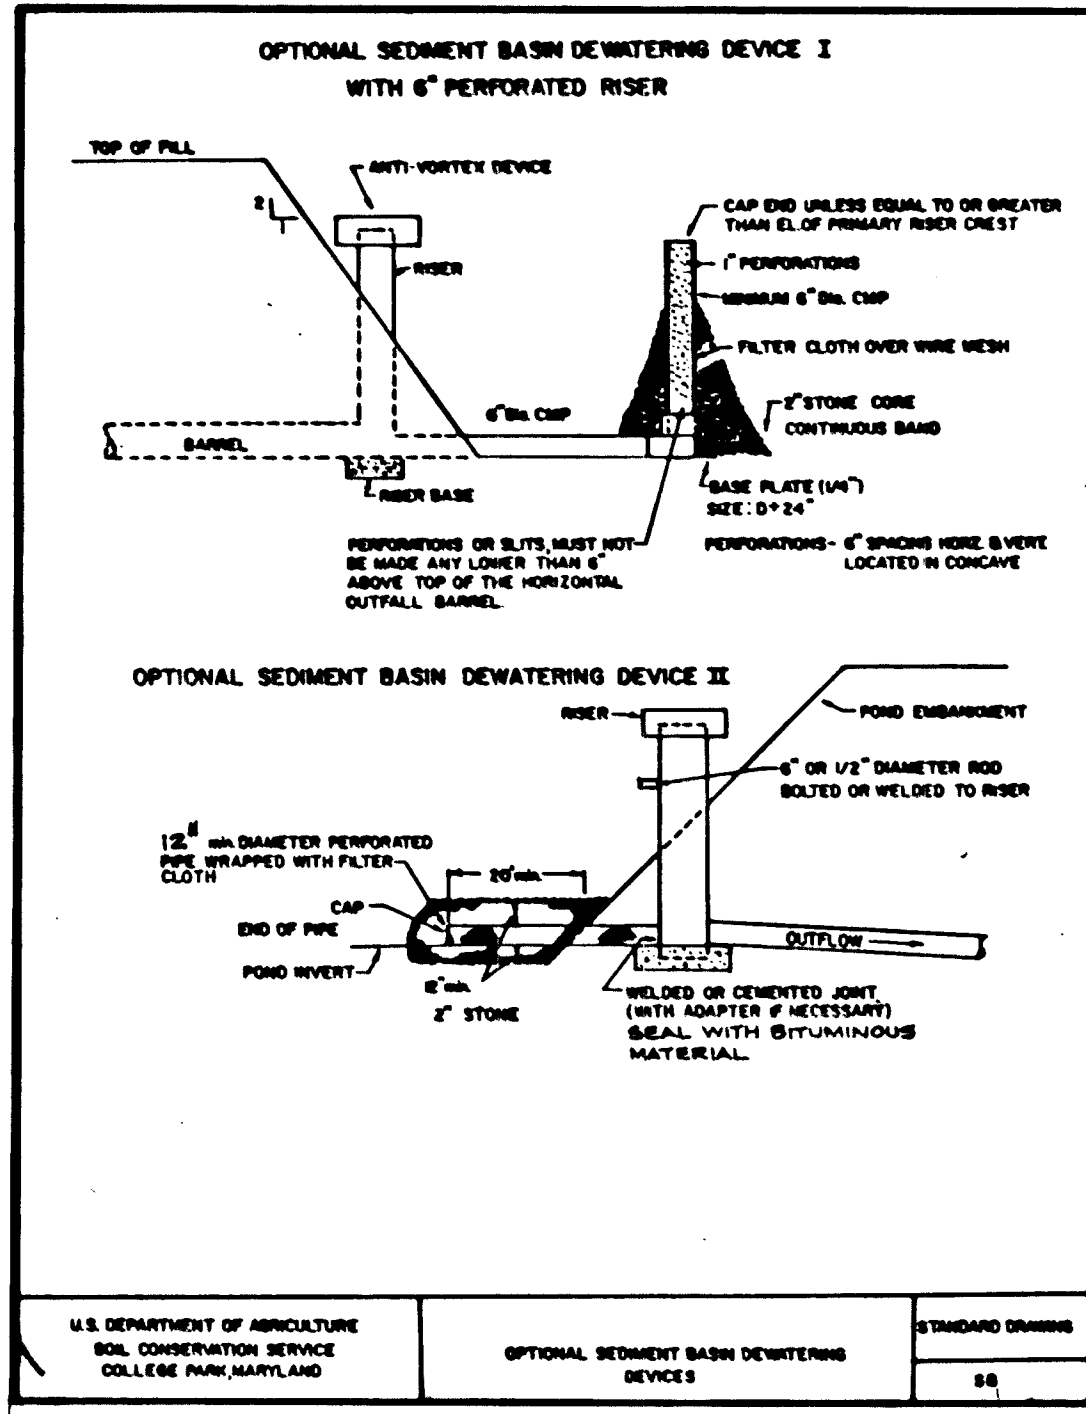 OPTIONAL SEDIMENT BASIN DEWATERING DEVICE I
WITH 6" PERFORATED RISER
TOP OF FILL
ANTI-VORTEX DEVICE
2
CAP END UNLESS EQUAL TO OR GREATER
THAN EL. OF PRIMARY RISER CREST
RISER
1" PERFORATIONS
MINIMUM 6" Dia. CMP
FILTER CLOTH OVER WIRE MESH
2" STONE CORE
CONTINUOUS BAND
6" Dia. CMP
BARREL
RISER BASE
BASE PLATE (1/4")
SIZE: D+24"
PERFORATIONS OR SLITS, MUST NOT
BE MADE ANY LOWER THAN 6"
ABOVE TOP OF THE HORIZONTAL
OUTFALL BARREL.
PERFORATIONS- 6" SPACING HORZ & VERT.
LOCATED IN CONCAVE
OPTIONAL SEDIMENT BASIN DEWATERING DEVICE II
RISER
POND EMBANKMENT
6" OR 1/2" DIAMETER ROD
BOLTED OR WELDED TO RISER
12" min. DIAMETER PERFORATED
PIPE WRAPPED WITH FILTER
CLOTH
20' min.
CAP
END OF PIPE
POND INVERT
OUTFLOW
12" min.
2" STONE
WELDED OR CEMENTED JOINT.
(WITH ADAPTER IF NECESSARY)
SEAL WITH BITUMINOUS
MATERIAL
U.S. DEPARTMENT OF AGRICULTURE
SOIL CONSERVATION SERVICE
COLLEGE PARK, MARYLAND
OPTIONAL SEDIMENT BASIN DEWATERING
DEVICES
STANDARD DRAWING